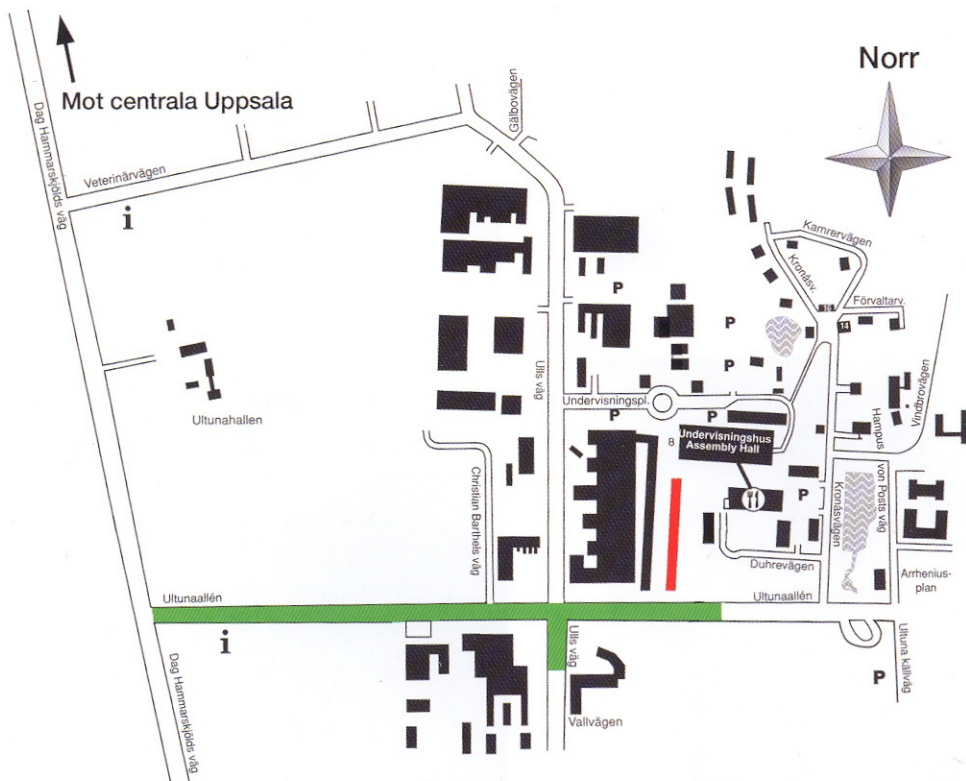 Norr
Mot centrala Uppsala
Dag Hammarskjölds väg
Gälbovägen
Veterinärvägen
i
Kamrervägen
Kronåsv.
P
Förvaltarv.
14
P
P
Ulls väg
Vindbrovägen
Ultunahallen
Undervisningspl.
P
P
Hampus
von Posts väg
8
Undervisningshus
Assembly Hall
Christian Barthels väg
P
Kronåsvägen
Duhrevägen
Arrhenius-
plan
Ultunaallén
Ultunaallén
i
Ulls väg
Ultuna källväg
P
Dag Hammarskjölds väg
Vallvägen